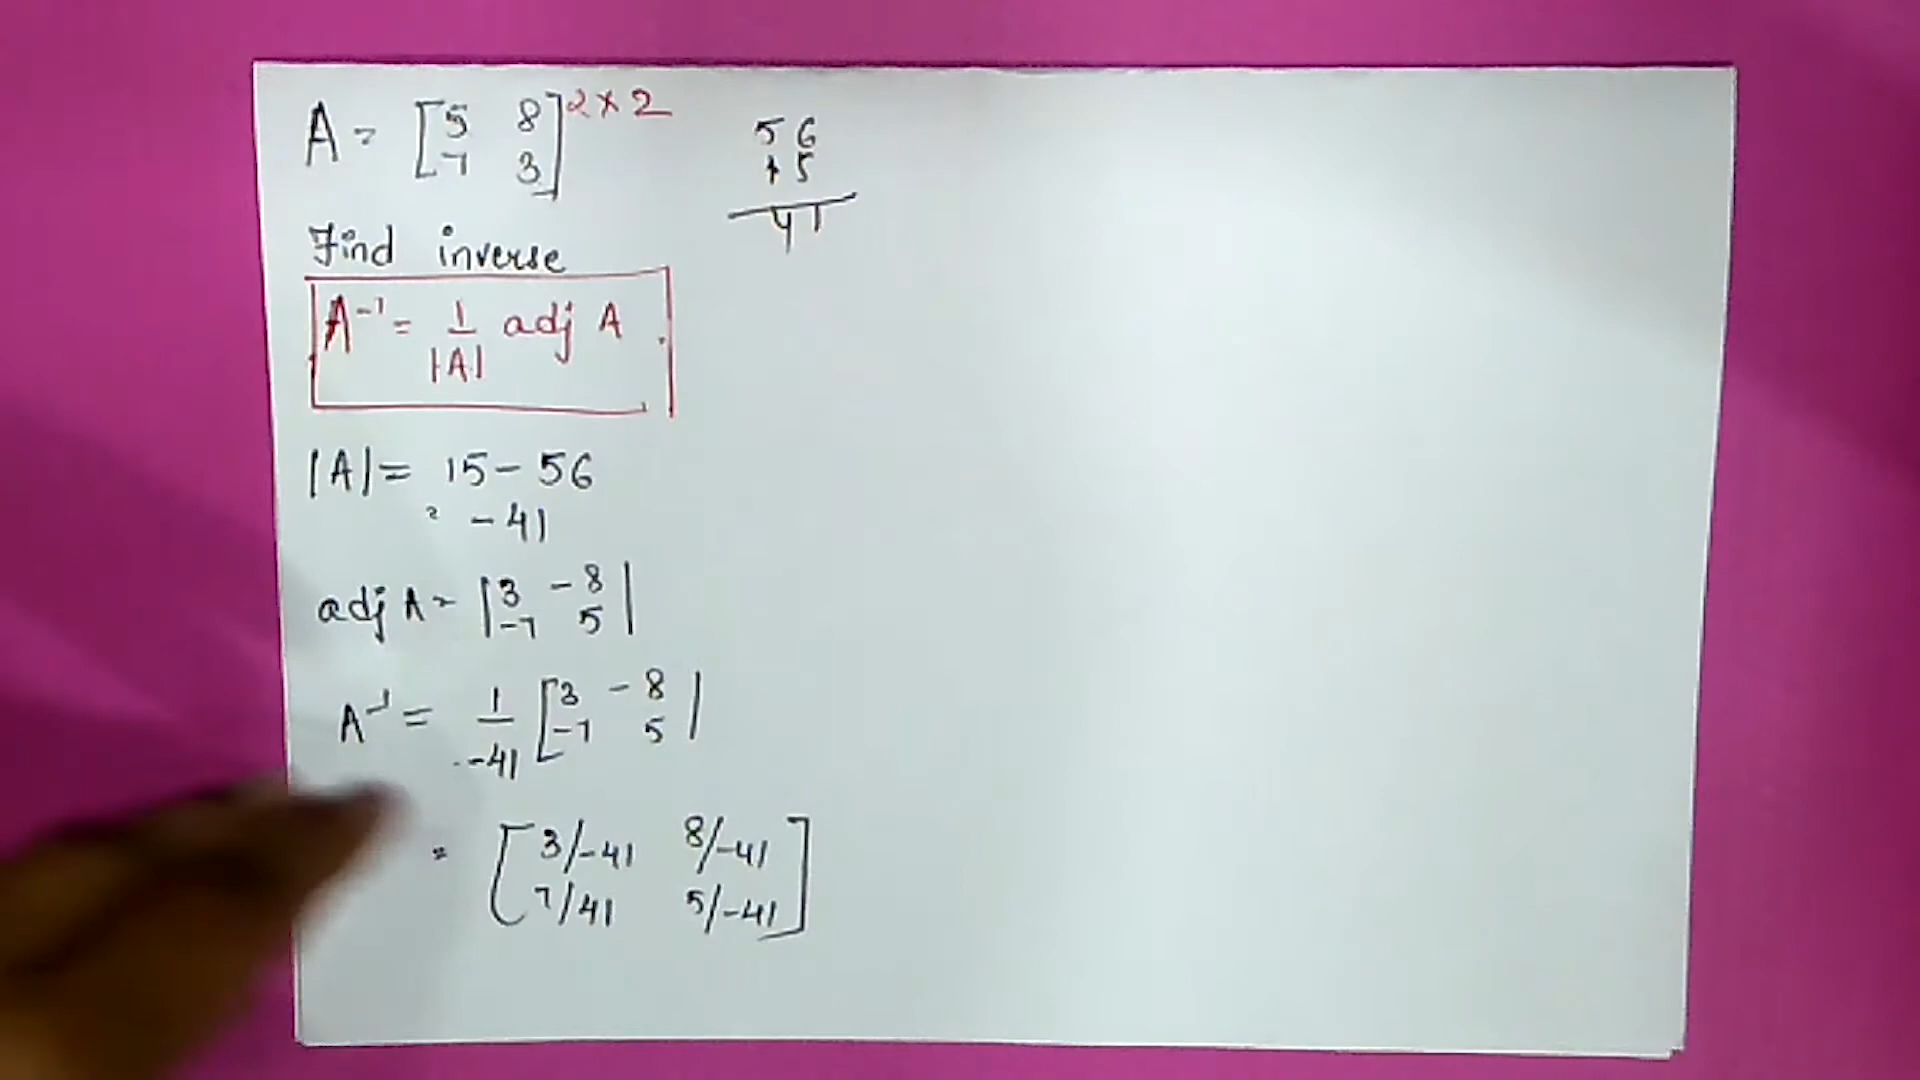 A = [5 8
7 3] 2×2
56
15
41
Find inverse
A⁻¹ = 1/|A| adj A.
|A| = 15 - 56
= -41
adj A = |3 -8
-7 5|
A⁻¹ = 1/-41 [3 -8
-7 5|
= [3/-41 8/-41
7/41 5/-41]